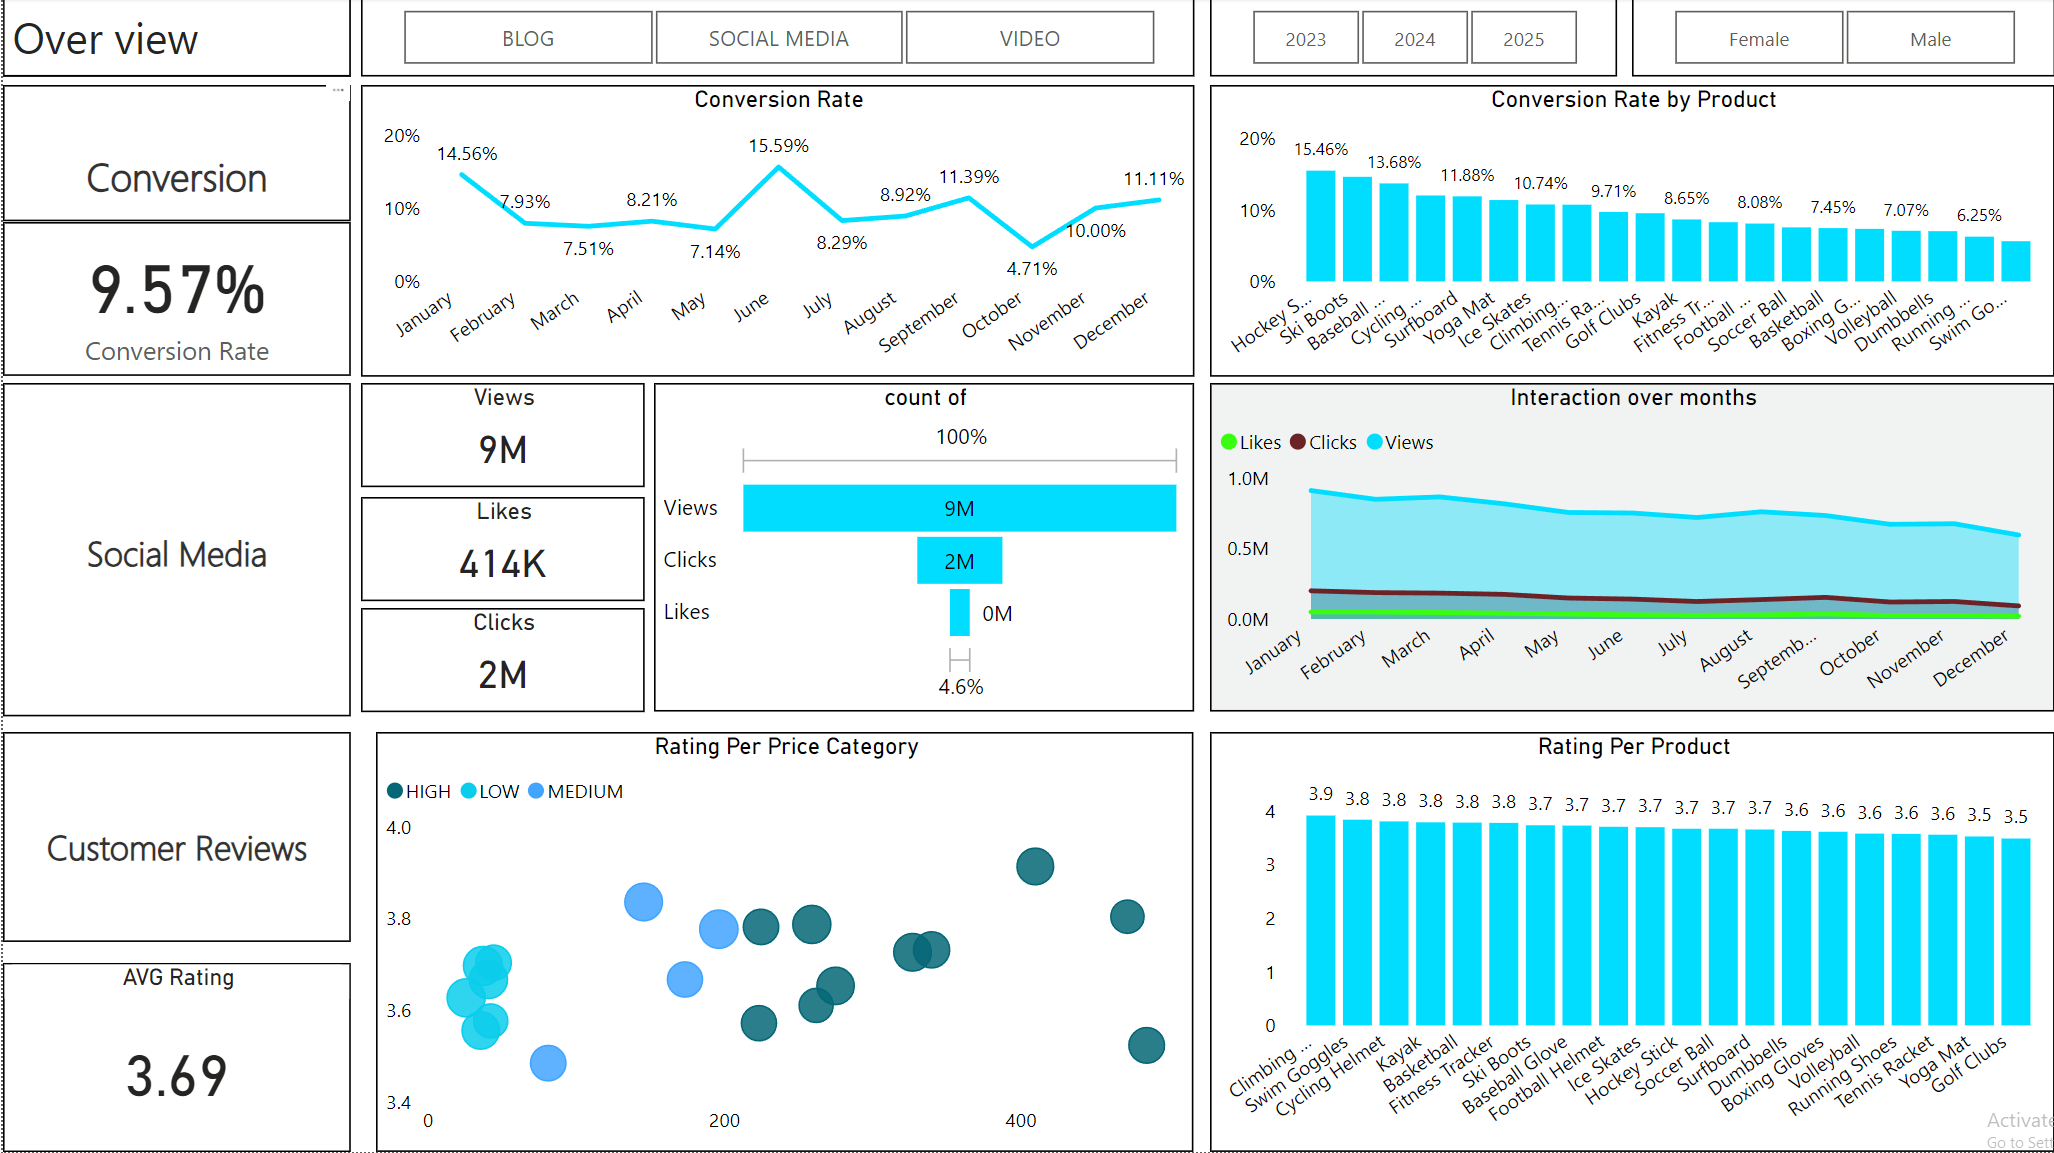 Over view
BLOG
SOCIAL MEDIA
VIDEO
2023
2024
2025
Female
Male
Conversion
9.57%
Conversion Rate
Conversion Rate
20%
10%
0%
14.56%
7.93%
7.51%
8.21%
7.14%
15.59%
8.29%
8.92%
11.39%
4.71%
10.00%
11.11%
January
February
March
April
May
June
July
August
September
October
November
December
Conversion Rate by Product
20%
10%
0%
15.46%
13.68%
11.88%
10.74%
9.71%
8.65%
8.08%
7.45%
7.07%
6.25%
Hockey S...
Ski Boots
Baseball ...
Cycling ...
Surfboard
Yoga Mat
Ice Skates
Climbing...
Tennis Ra...
Golf Clubs
Kayak
Fitness Tr...
Football ...
Soccer Ball
Basketball
Boxing G...
Volleyball
Dumbbells
Running ...
Swim Go...
Social Media
Views
9M
Likes
414K
Clicks
2M
count of
100%
Views
9M
Clicks
2M
Likes
0M
4.6%
Interaction over months
Likes
Clicks
Views
1.0M
0.5M
0.0M
January
February
March
April
May
June
July
August
Septemb...
October
November
December
Customer Reviews
AVG Rating
3.69
Rating Per Price Category
HIGH
LOW
MEDIUM
4.0
3.8
3.6
3.4
0
200
400
Rating Per Product
4
3
2
1
0
3.9
3.8
3.8
3.8
3.8
3.8
3.7
3.7
3.7
3.7
3.7
3.7
3.7
3.6
3.6
3.6
3.6
3.6
3.5
3.5
Climbing ...
Swim Goggles
Cycling Helmet
Kayak
Basketball
Fitness Tracker
Ski Boots
Baseball Glove
Football Helmet
Ice Skates
Hockey Stick
Soccer Ball
Surfboard
Dumbbells
Boxing Gloves
Volleyball
Running Shoes
Tennis Racket
Yoga Mat
Golf Clubs
Activate
Go to Sett